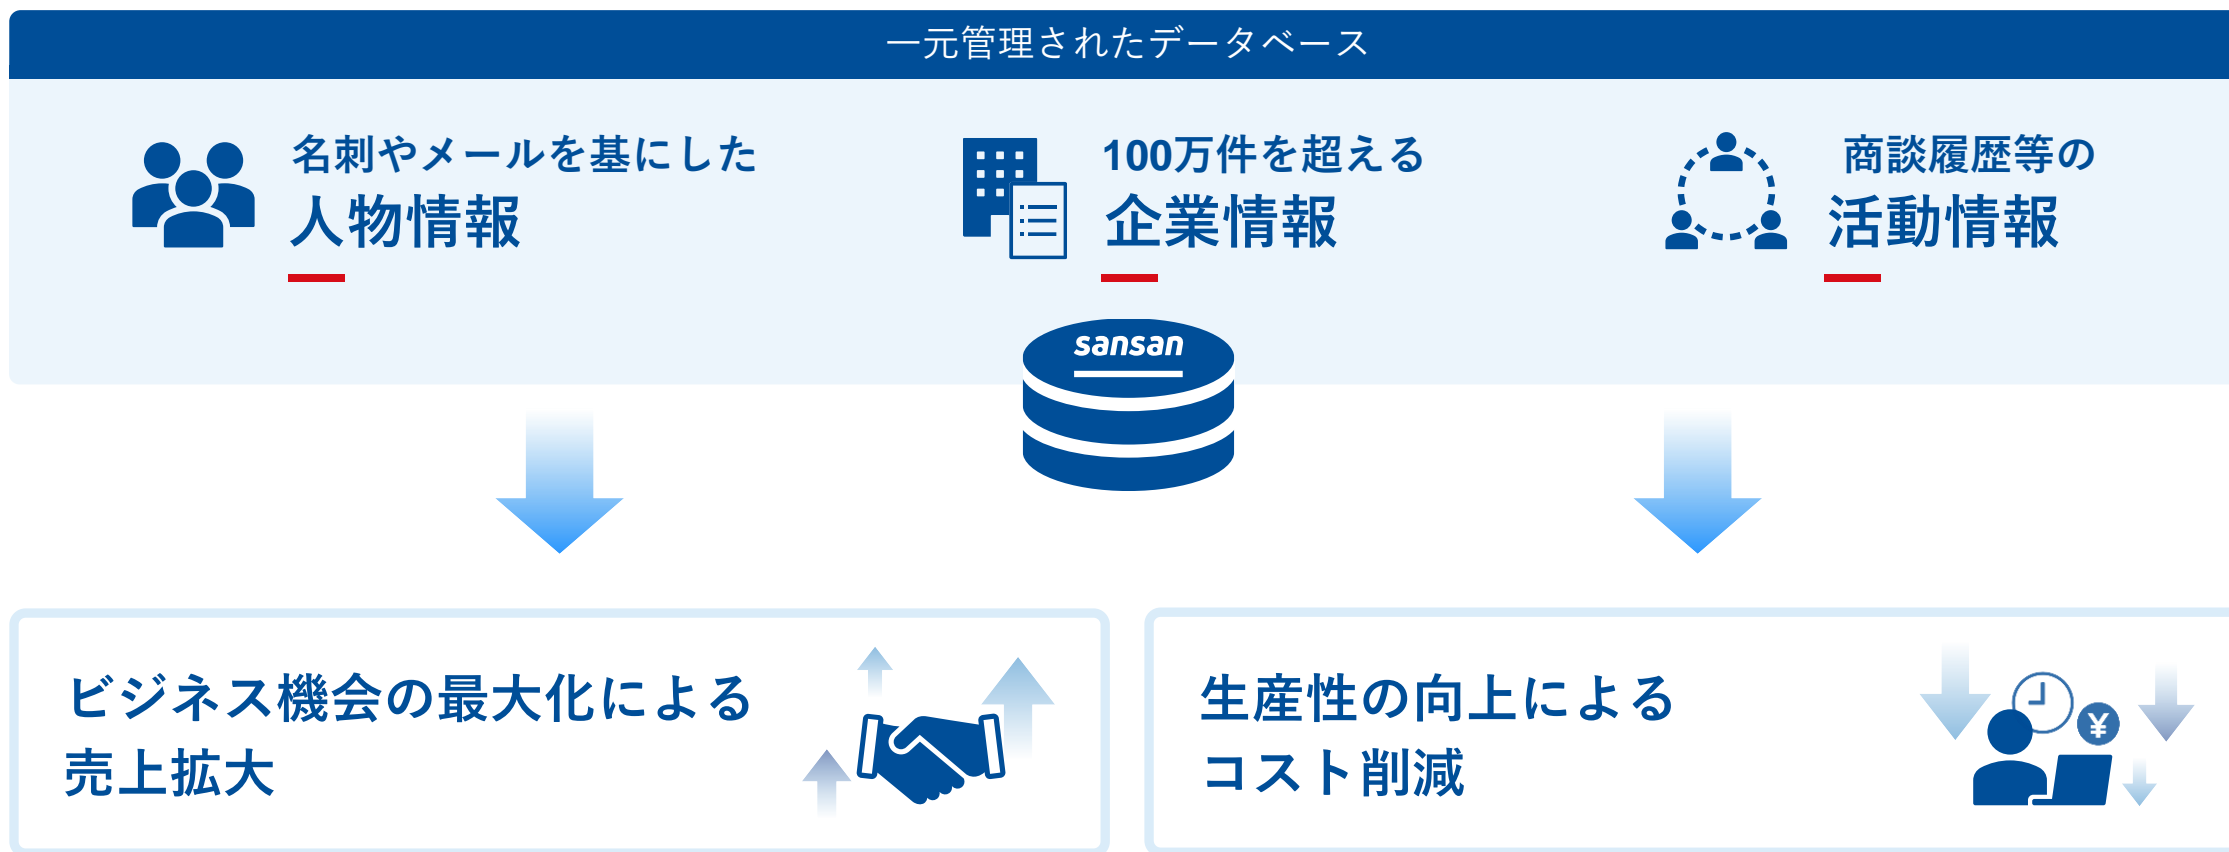 一元管理されたデータベース
名刺やメールを基にした
人物情報
100万件を超える
企業情報
商談履歴等の
活動情報
sansan
ビジネス機会の最大化による
売上拡大
生産性の向上による
コスト削減
¥